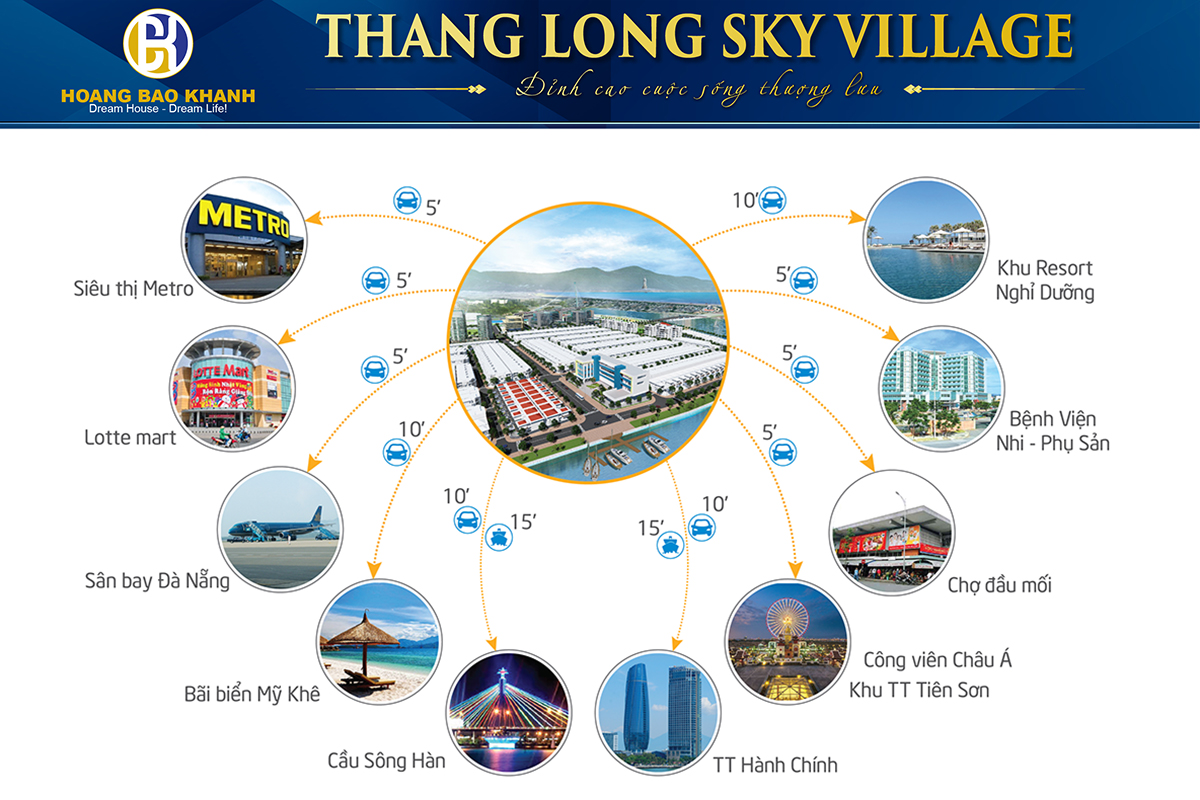 HOANG BAO KHANH
Dream House - Dream Life!
THANG LONG SKY VILLAGE
Đỉnh cao cuộc sống thượng lưu
METRO
5’
10’
Siêu thị Metro
Khu Resort
Nghỉ Dưỡng
5’
5’
LOTTE Mart
Lotte mart
Bệnh Viện
Nhi - Phụ Sản
5’
5’
Sân bay Đà Nẵng
Chợ đầu mối
10’
5’
Bãi biển Mỹ Khê
Công viên Châu Á
Khu TT Tiên Sơn
10’
15’
15’
10’
Cầu Sông Hàn
TT Hành Chính